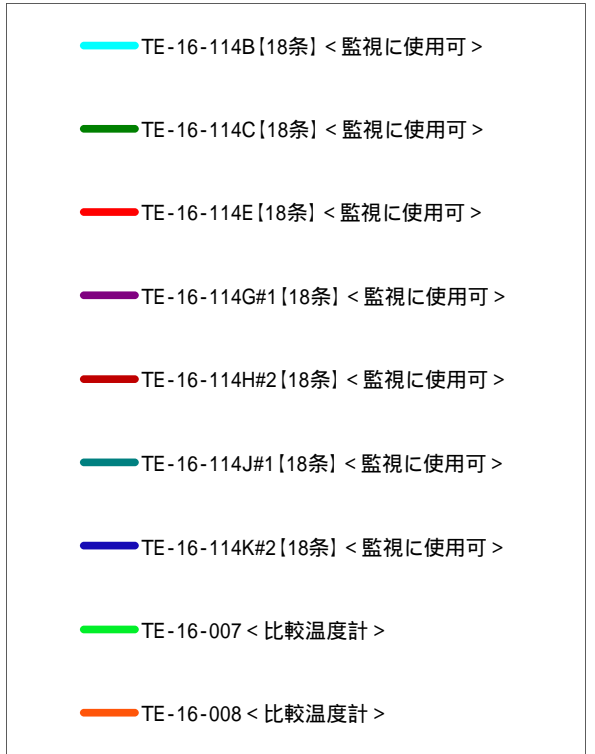 TE-16-114B【18条】<監視に使用可>
TE-16-114C【18条】<監視に使用可>
TE-16-114E【18条】<監視に使用可>
TE-16-114G#1【18条】<監視に使用可>
TE-16-114H#2【18条】<監視に使用可>
TE-16-114J#1【18条】<監視に使用可>
TE-16-114K#2【18条】<監視に使用可>
TE-16-007<比較温度計>
TE-16-008<比較温度計>